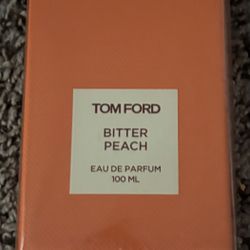 TOM FORD
BITTER
PEACH
EAU DE PARFUM
100 ML